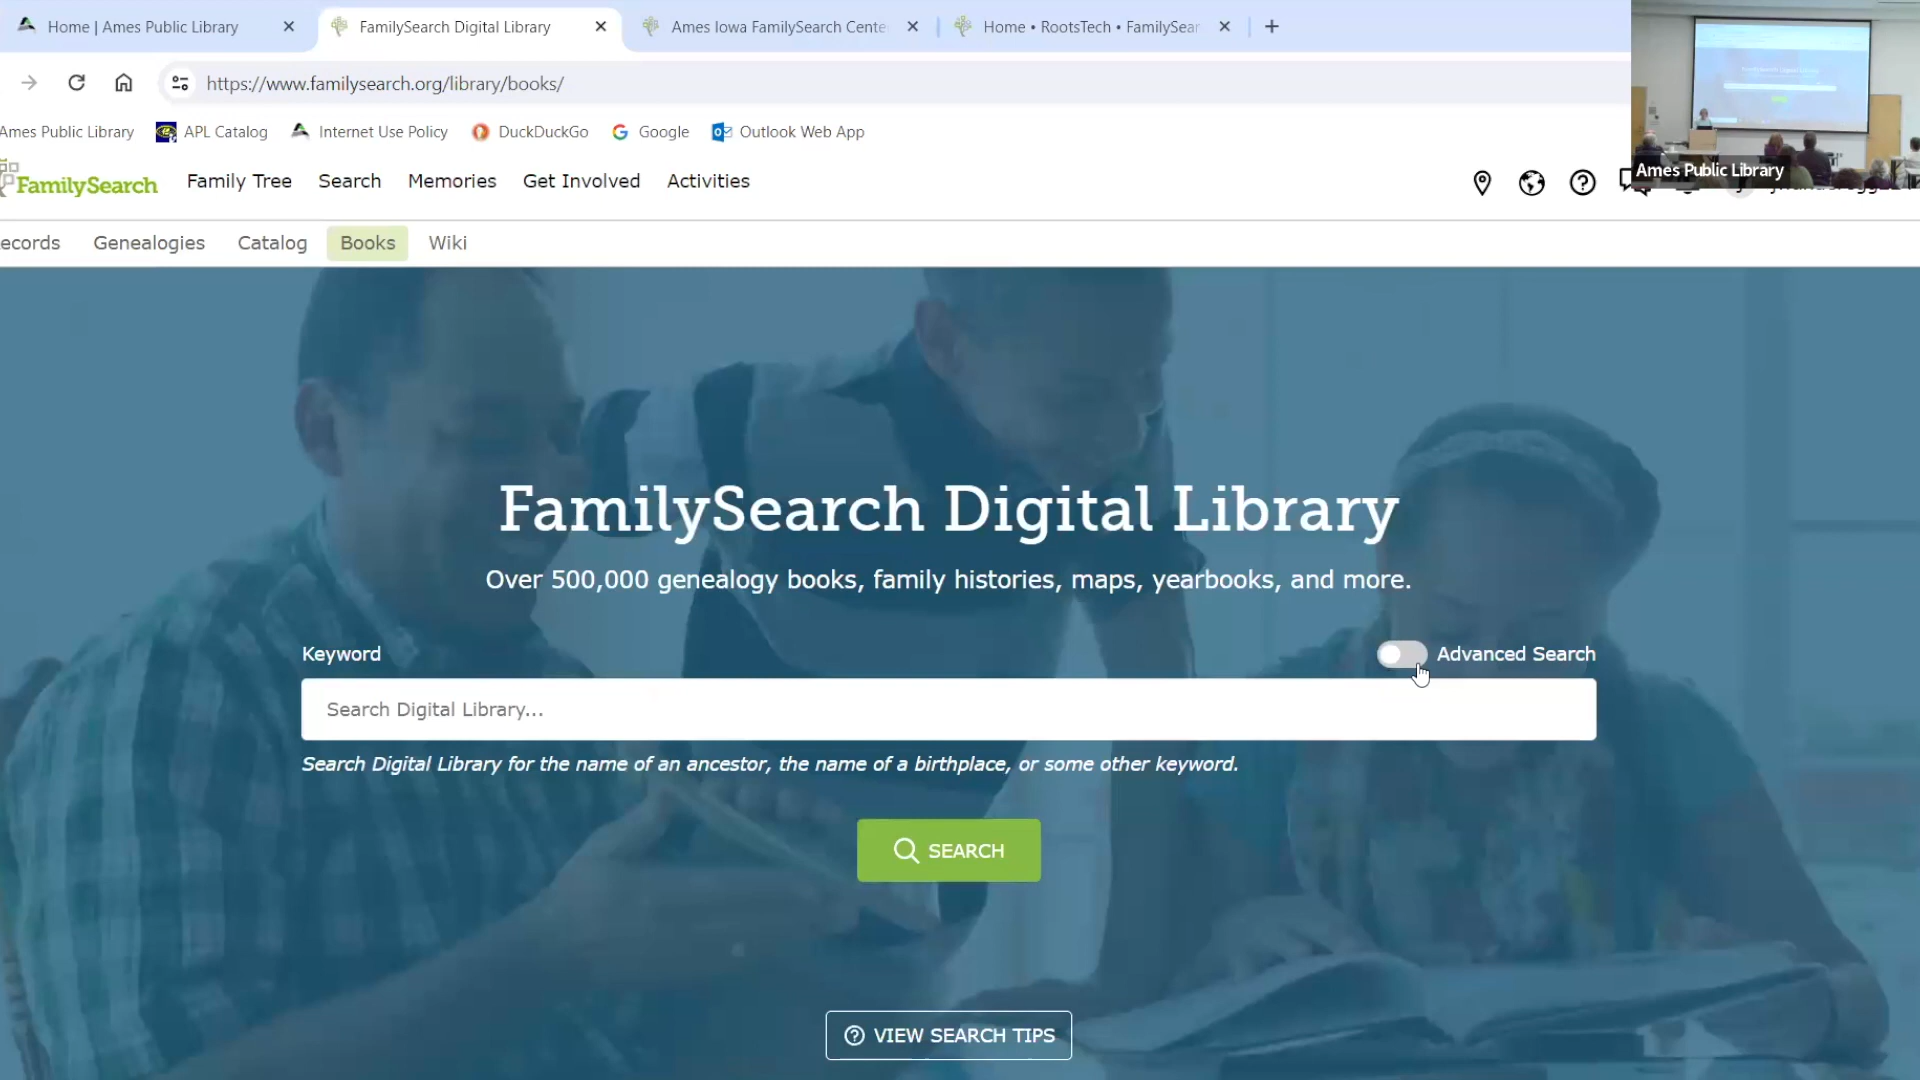 Home | Ames Public Library
FamilySearch Digital Library
Ames Iowa FamilySearch Cente
Home • RootsTech • FamilySear
https://www.familysearch.org/library/books/
Ames Public Library
APL Catalog
Internet Use Policy
DuckDuckGo
Google
Outlook Web App
FamilySearch
Family Tree
Search
Memories
Get Involved
Activities
Ames Public Library
ecords
Genealogies
Catalog
Books
Wiki
FamilySearch Digital Library
Over 500,000 genealogy books, family histories, maps, yearbooks, and more.
Keyword
Advanced Search
Search Digital Library...
Search Digital Library for the name of an ancestor, the name of a birthplace, or some other keyword.
SEARCH
VIEW SEARCH TIPS